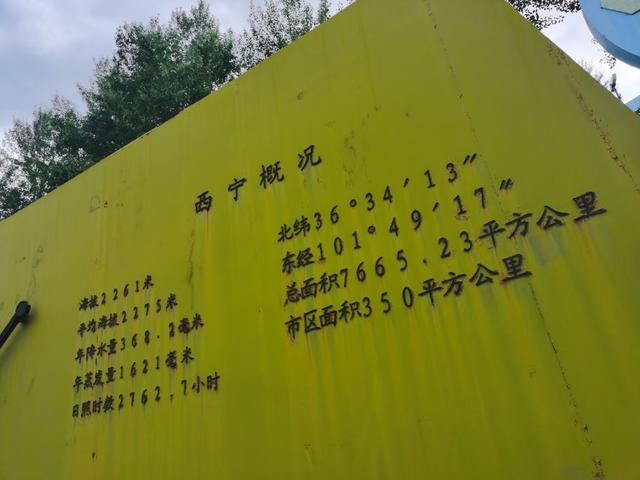 西宁概况
海拔2261米
平均海拔2275米
年降水量368.2毫米
年蒸发量1621毫米
日照时数2762.7小时
北纬36°34′13″
东经101°49′17″
总面积7665.23平方公里
市区面积350平方公里